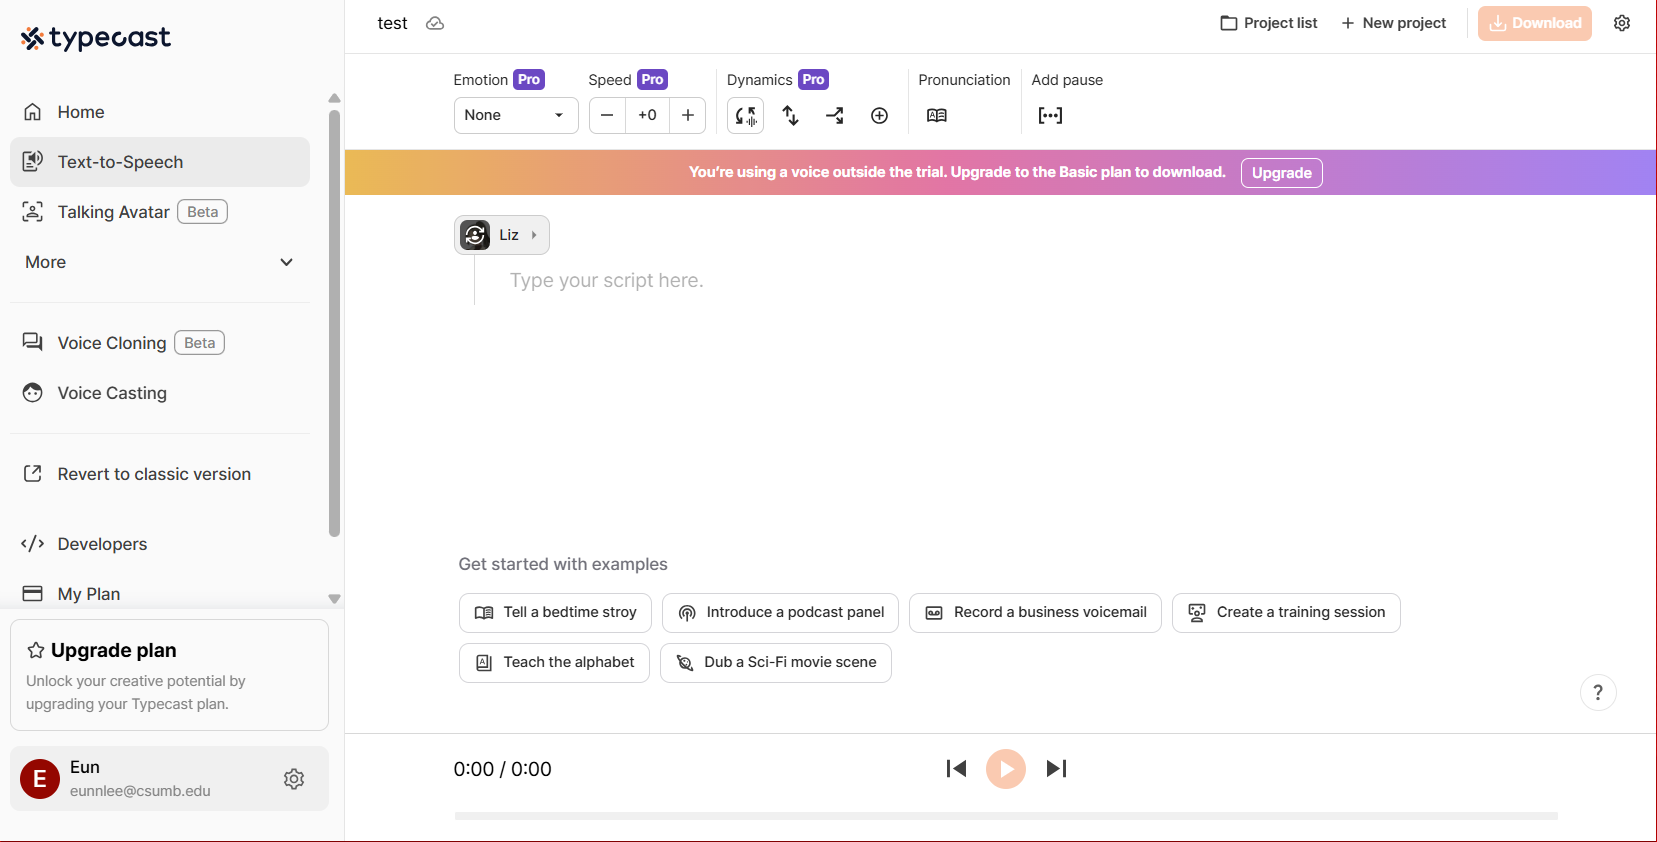 typecast
Home
Text-to-Speech
Talking Avatar Beta
More
Voice Cloning Beta
Voice Casting
Revert to classic version
Developers
My Plan
Upgrade plan
Unlock your creative potential by
upgrading your Typecast plan.
E
Eun
eunnlee@csumb.edu
test
Project list
New project
Download
Emotion Pro
Speed Pro
Dynamics Pro
Pronunciation
Add pause
None
+0
You’re using a voice outside the trial. Upgrade to the Basic plan to download. Upgrade
Liz
Type your script here.
Get started with examples
Tell a bedtime stroy
Introduce a podcast panel
Record a business voicemail
Create a training session
Teach the alphabet
Dub a Sci-Fi movie scene
?
0:00 / 0:00